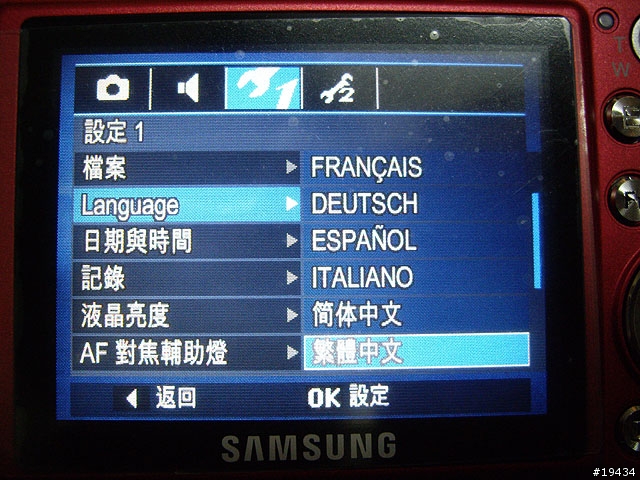 1
2
設定 1
檔案
FRANÇAIS
Language
DEUTSCH
日期與時間
ESPAÑOL
記錄
ITALIANO
液晶亮度
简体中文
AF 對焦輔助燈
繁體中文
返回
OK 設定
SAMSUNG
T
W
#19434